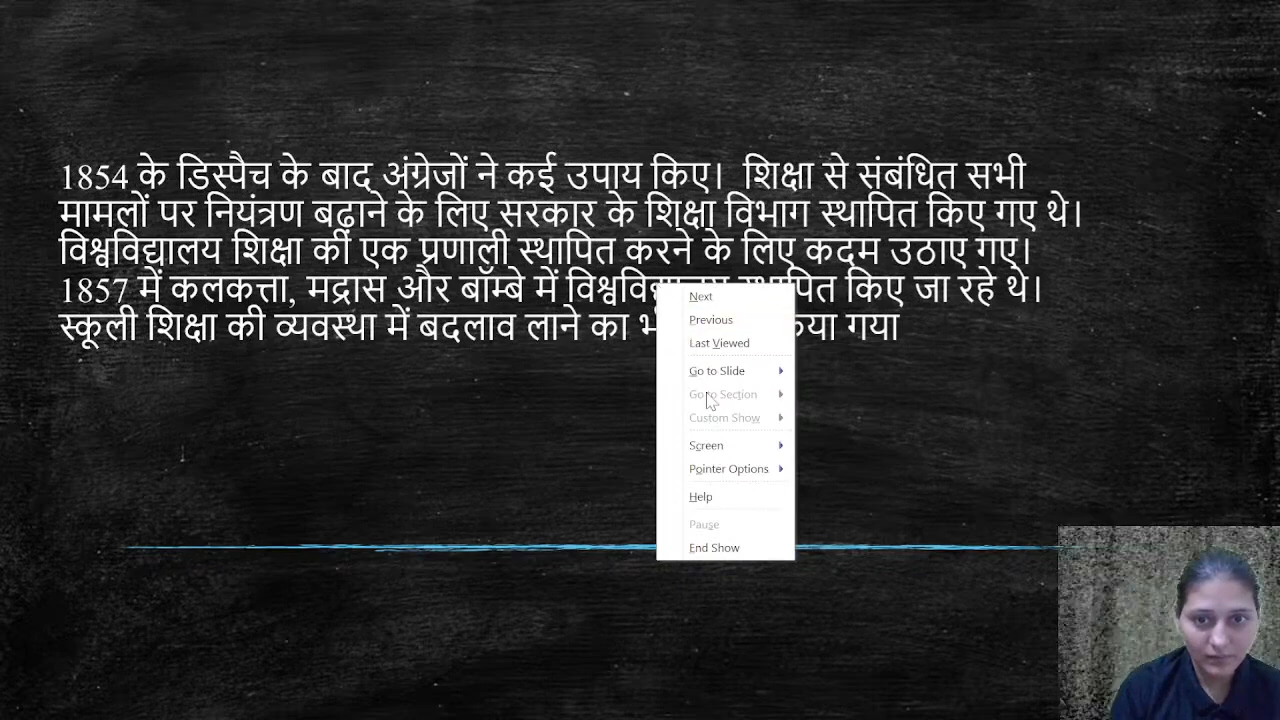 1854 के डिस्पैच के बाद अंग्रेजों ने कई उपाय किए। शिक्षा से संबंधित सभी
मामलों पर नियंत्रण बढ़ाने के लिए सरकार के शिक्षा विभाग स्थापित किए गए थे।
विश्वविद्यालय शिक्षा की एक प्रणाली स्थापित करने के लिए कदम उठाए गए।
1857 में कलकत्ता, मद्रास और बॉम्बे में किए जा रहे थे।
स्कूली शिक्षा की व्यवस्था में बदलाव लाने का गया
Next
Previous
Last Viewed
Go to Slide
Go to Section
Custom Show
Screen
Pointer Options
Help
Pause
End Show